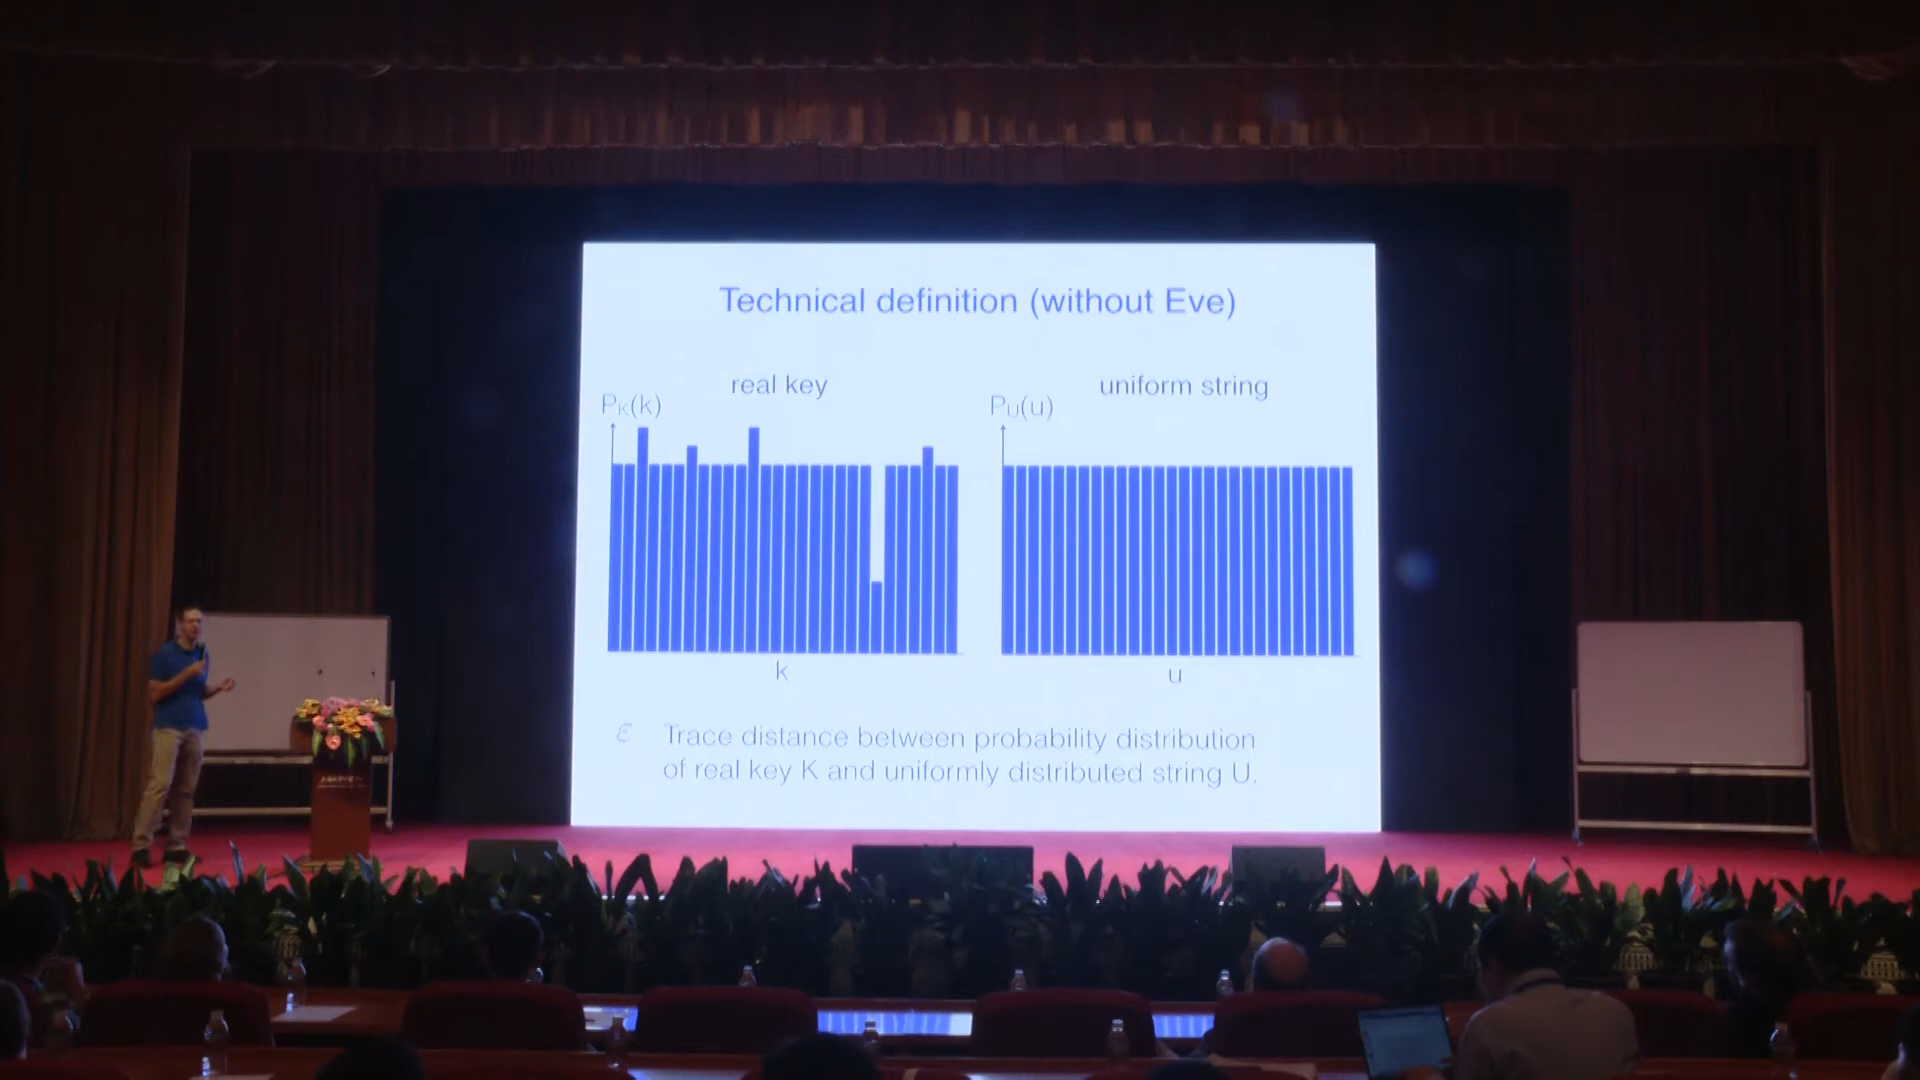 Technical definition (without Eve)
real key
uniform string
PK(k)
PU(u)
k
u
ε Trace distance between probability distribution
of real key K and uniformly distributed string U.